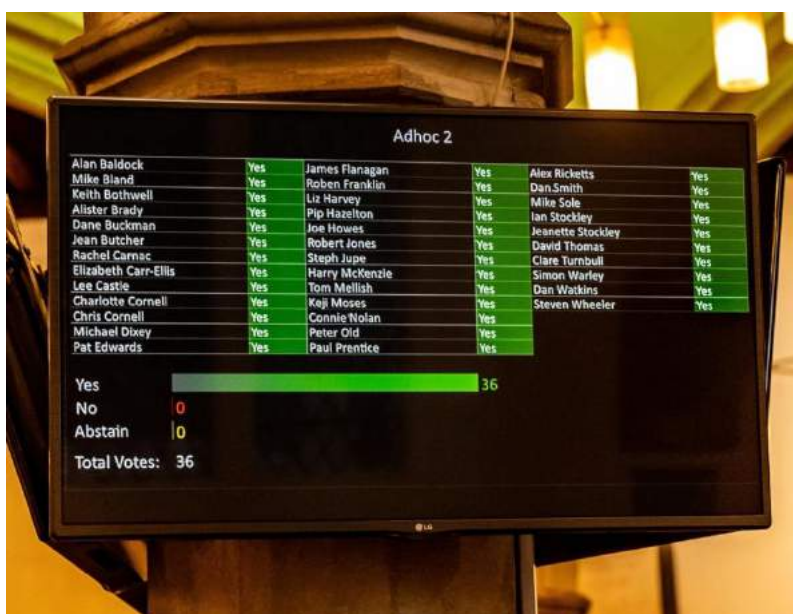 Adhoc 2
Alan Baldock Yes
Mike Bland Yes
Keith Bothwell Yes
Alister Brady Yes
Dane Buckman Yes
Jean Butcher Yes
Rachel Carnac Yes
Elizabeth Carr-Ellis Yes
Lee Castle Yes
Charlotte Cornell Yes
Chris Cornell Yes
Michael Dixey Yes
Pat Edwards Yes
James Flanagan Yes
Roben Franklin Yes
Liz Harvey Yes
Pip Hazelton Yes
Joe Howes Yes
Robert Jones Yes
Steph Jupe Yes
Harry McKenzie Yes
Tom Mellish Yes
Keji Moses Yes
Connie Nolan Yes
Peter Old Yes
Paul Prentice Yes
Alex Ricketts Yes
Dan Smith Yes
Mike Sole Yes
Ian Stockley Yes
Jeanette Stockley Yes
David Thomas Yes
Clare Turnbull Yes
Simon Warley Yes
Dan Watkins Yes
Steven Wheeler Yes
Yes 36
No 0
Abstain 0
Total Votes: 36
LG